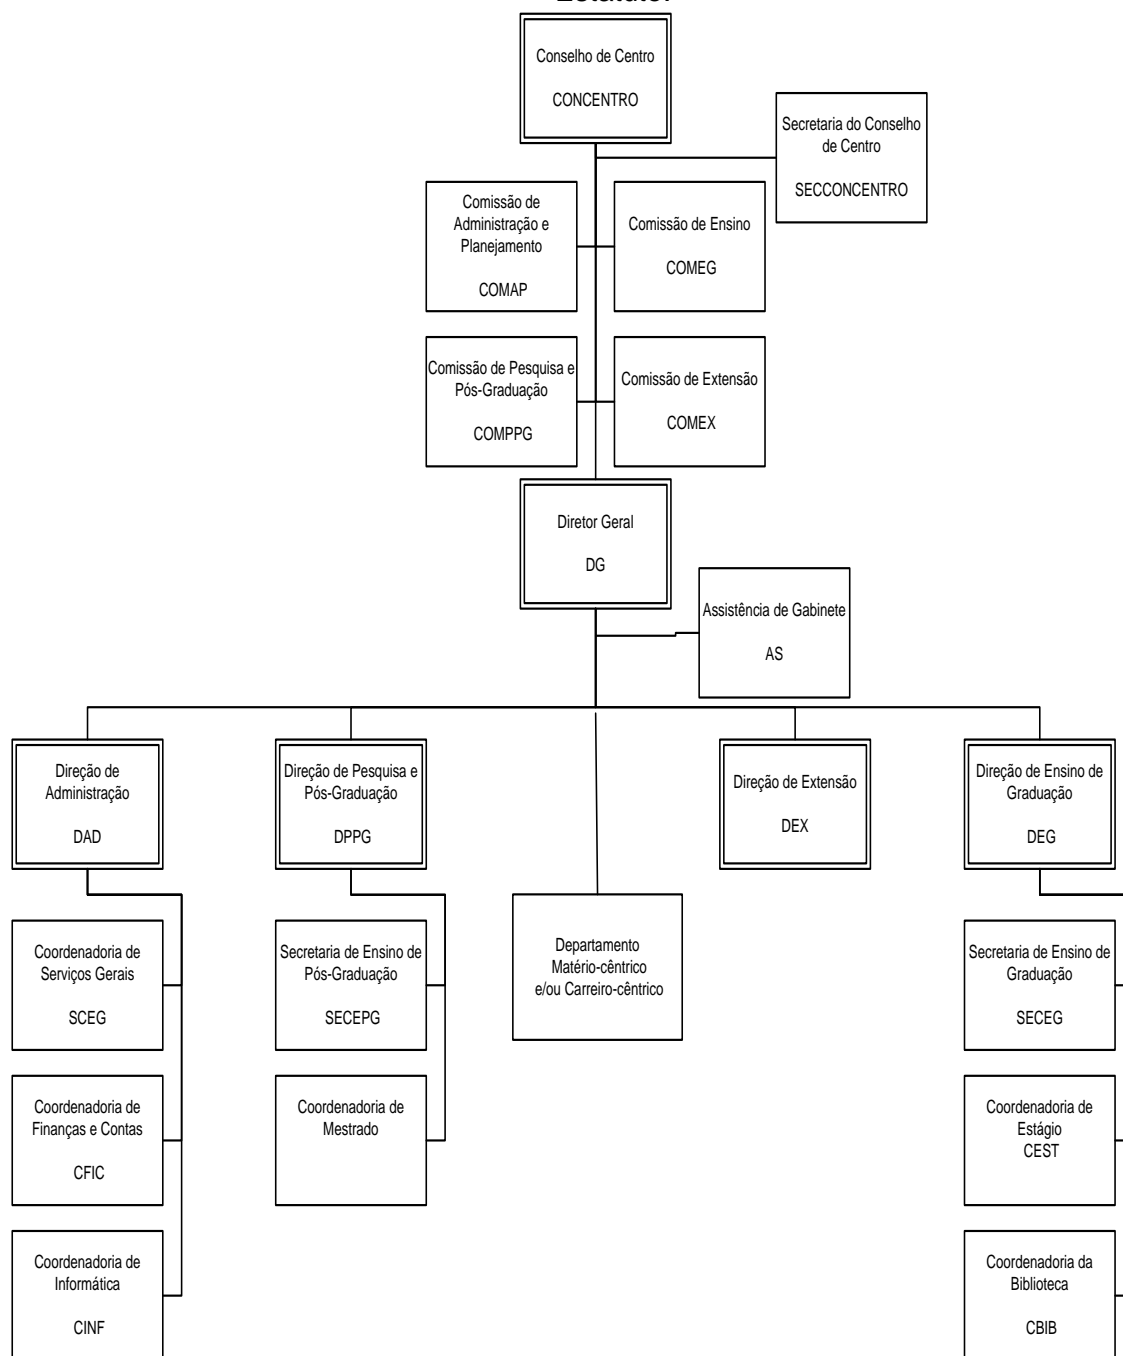 Conselho de Centro
CONCENTRO
Secretaria do Conselho
de Centro
SECCONCENTRO
Comissão de
Administração e
Planejamento
COMAP
Comissão de Ensino
COMEG
Comissão de Pesquisa e
Pós-Graduação
COMPPG
Comissão de Extensão
COMEX
Diretor Geral
DG
Assistência de Gabinete
AS
Direção de
Administração
DAD
Direção de Pesquisa e
Pós-Graduação
DPPG
Direção de Extensão
DEX
Direção de Ensino de
Graduação
DEG
Departamento
Matério-cêntrico
e/ou Carreiro-cêntrico
Coordenadoria de
Serviços Gerais
SCEG
Secretaria de Ensino de
Pós-Graduação
SECEPG
Secretaria de Ensino de
Graduação
SECEG
Coordenadoria de
Finanças e Contas
CFIC
Coordenadoria de
Mestrado
Coordenadoria de
Estágio
CEST
Coordenadoria de
Informática
CINF
Coordenadoria da
Biblioteca
CBIB